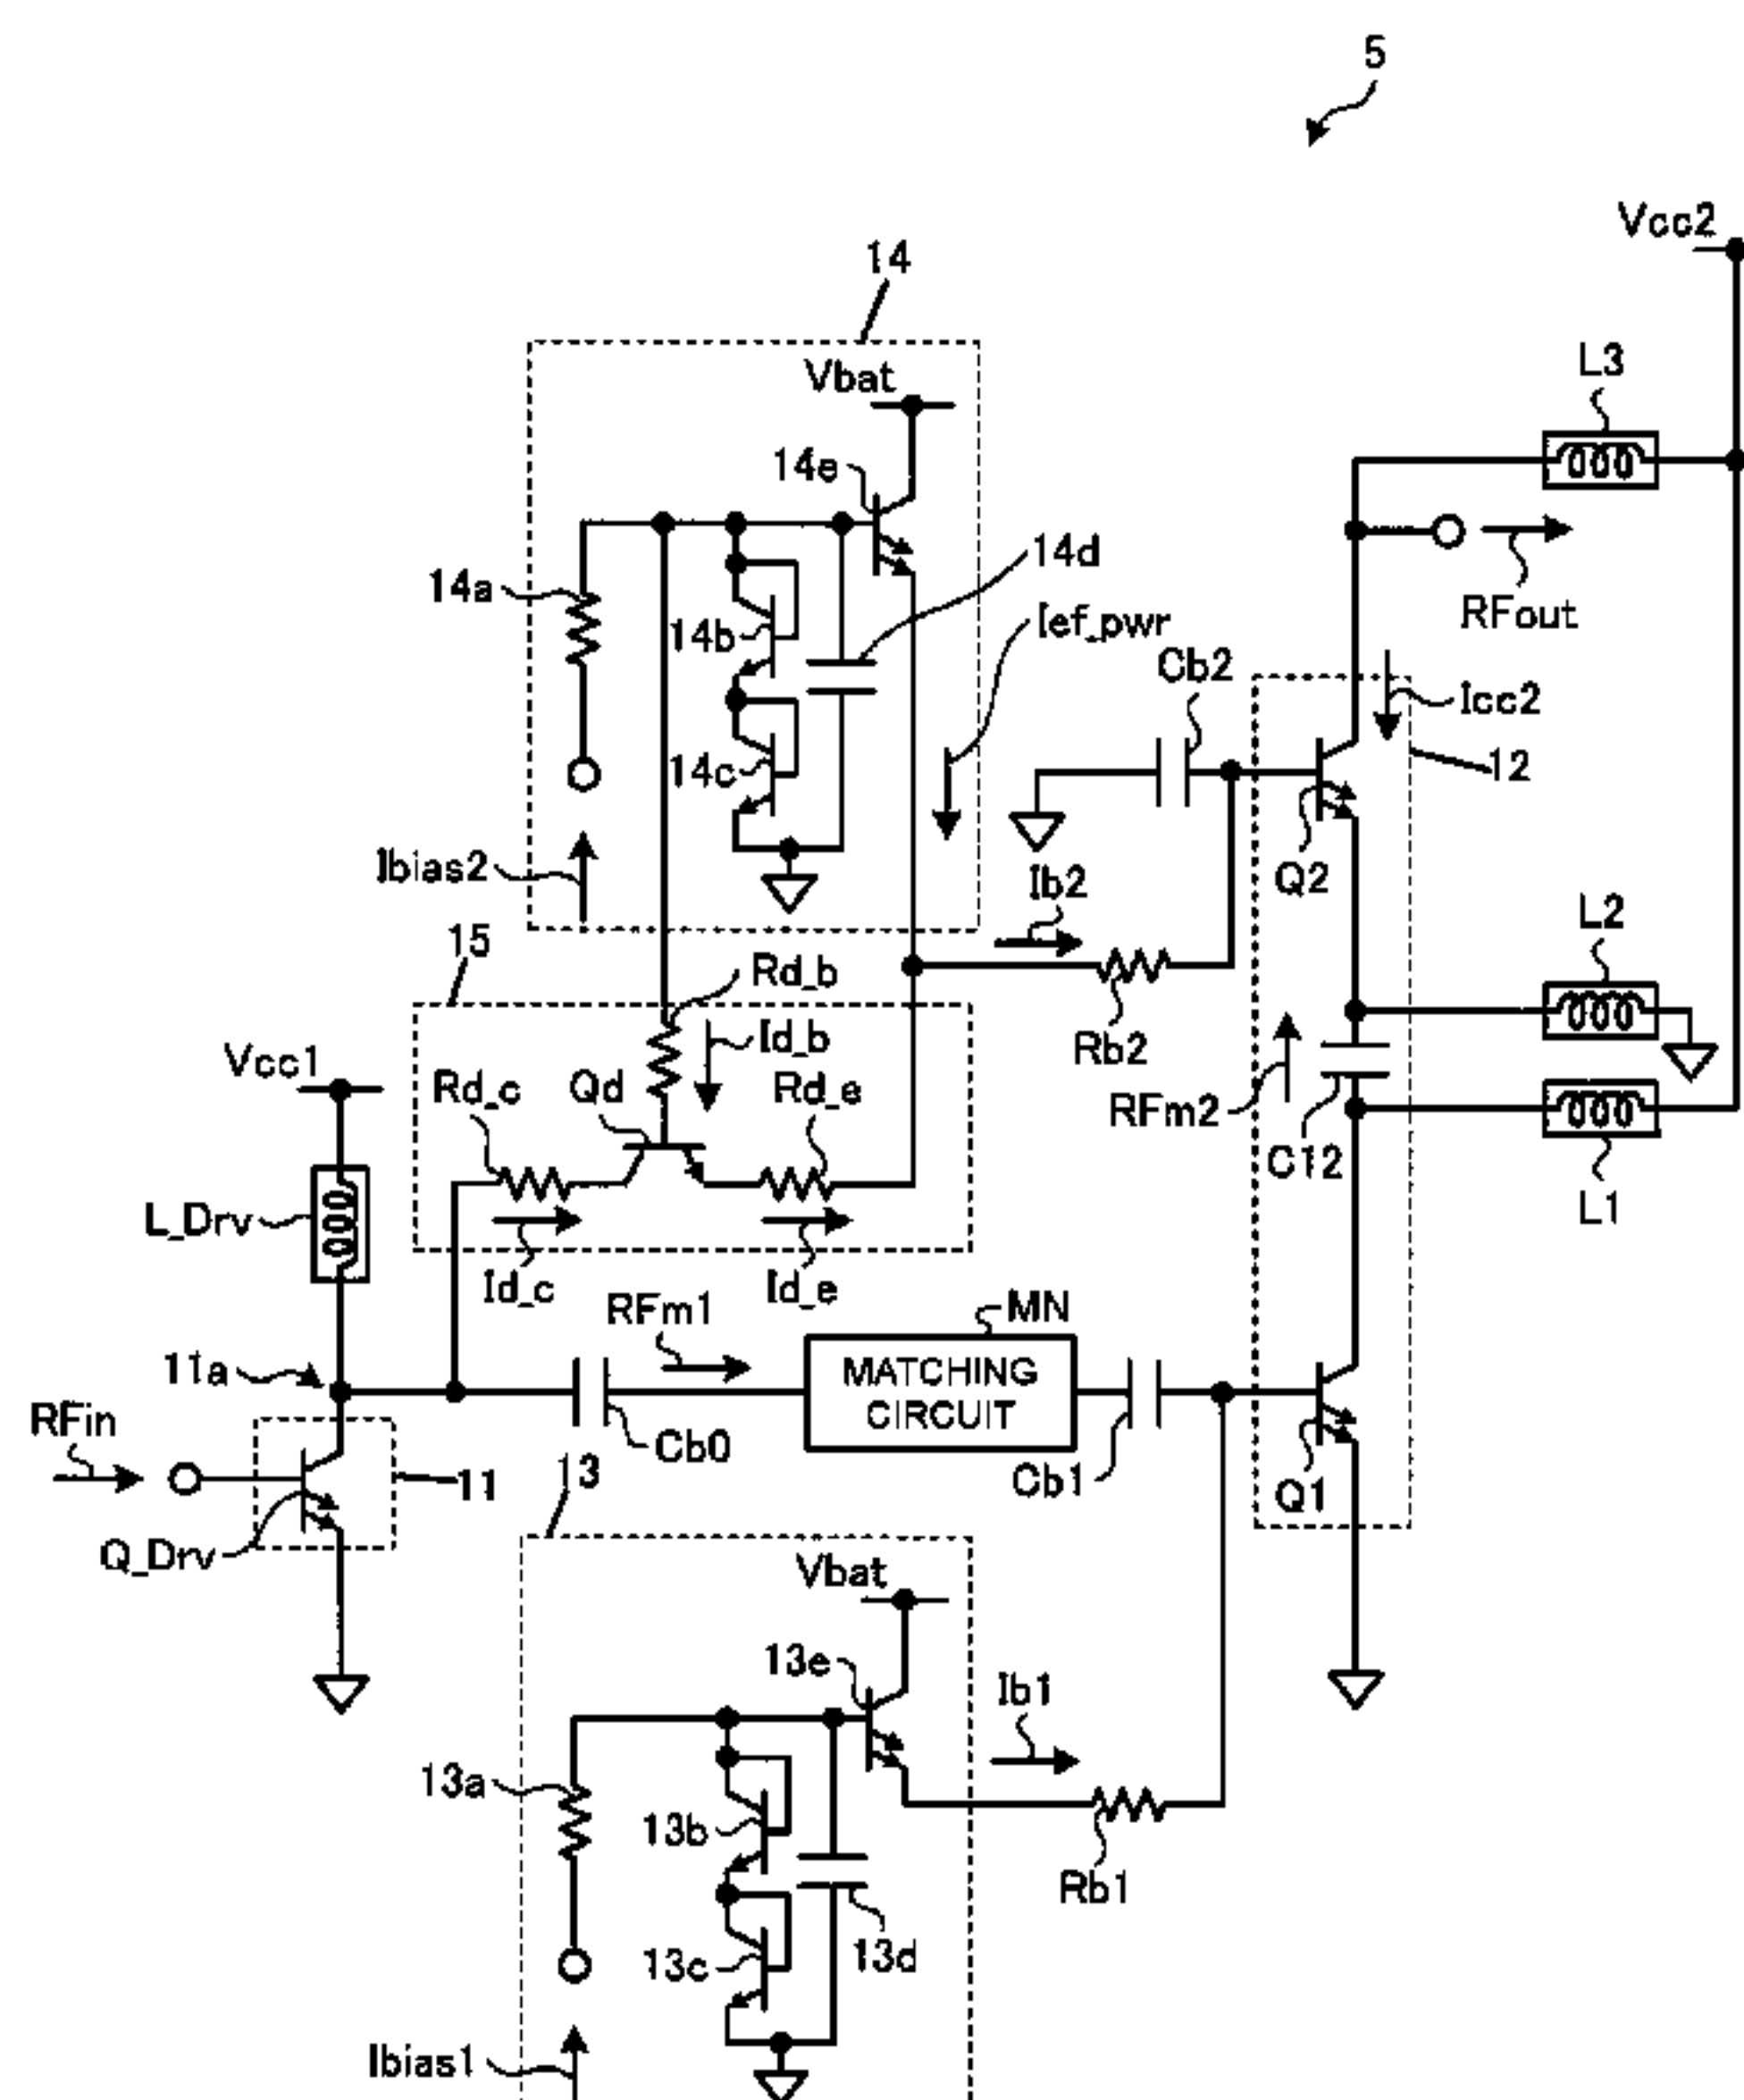 5
Vcc2
14
Vbat
L3
14e
14d
14a
Ief_pwr
RFout
14b
Cb2
Icc2
14c
12
Ibias2
Q2
Ib2
L2
15
Rd_b
Rb2
Id_b
Vcc1
Rd_c
Qd
Rd_e
RFm2
C12
L1
L_Drv
Id_c
Id_e
RFm1
MN
11a
MATCHING
CIRCUIT
RFin
Cb0
13
Cb1
Q1
11
Q_Drv
Vbat
13e
Ib1
13a
13b
Rb1
13c
13d
Ibias1